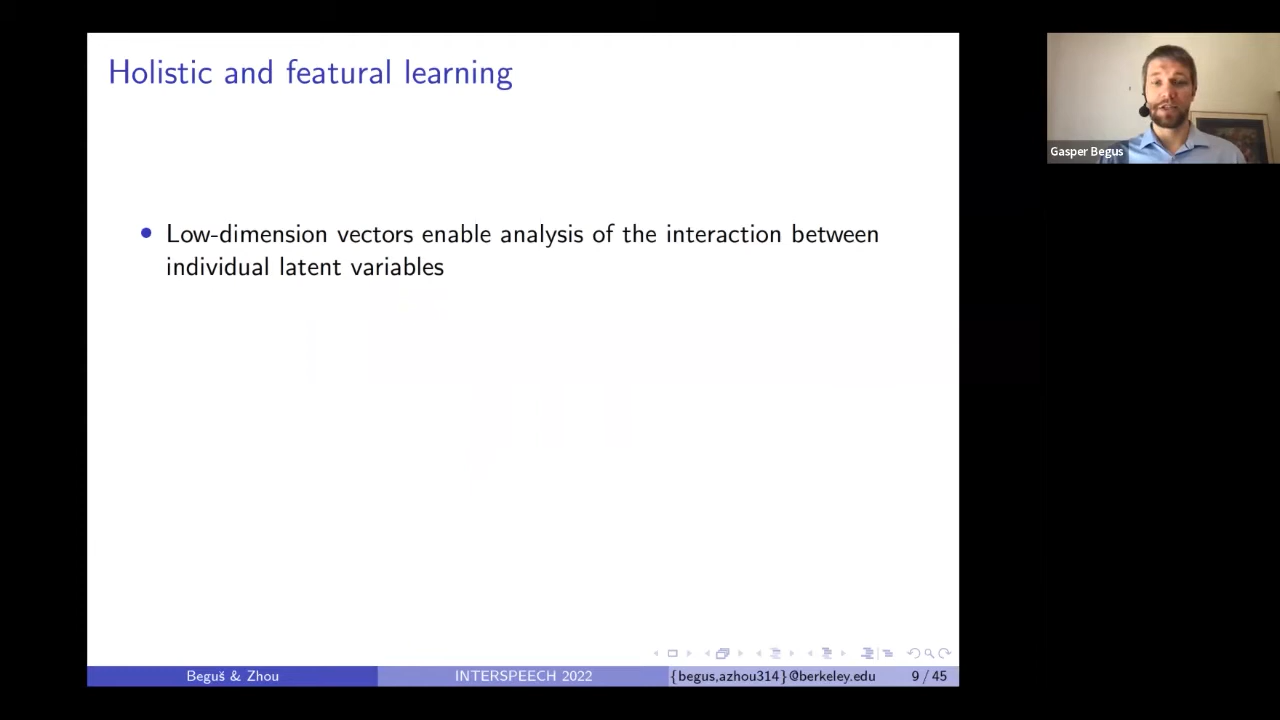 Holistic and featural learning
Gasper Begus
• Low-dimension vectors enable analysis of the interaction between
individual latent variables
Beguš & Zhou
INTERSPEECH 2022
{begus,azhou314}@berkeley.edu
9 / 45